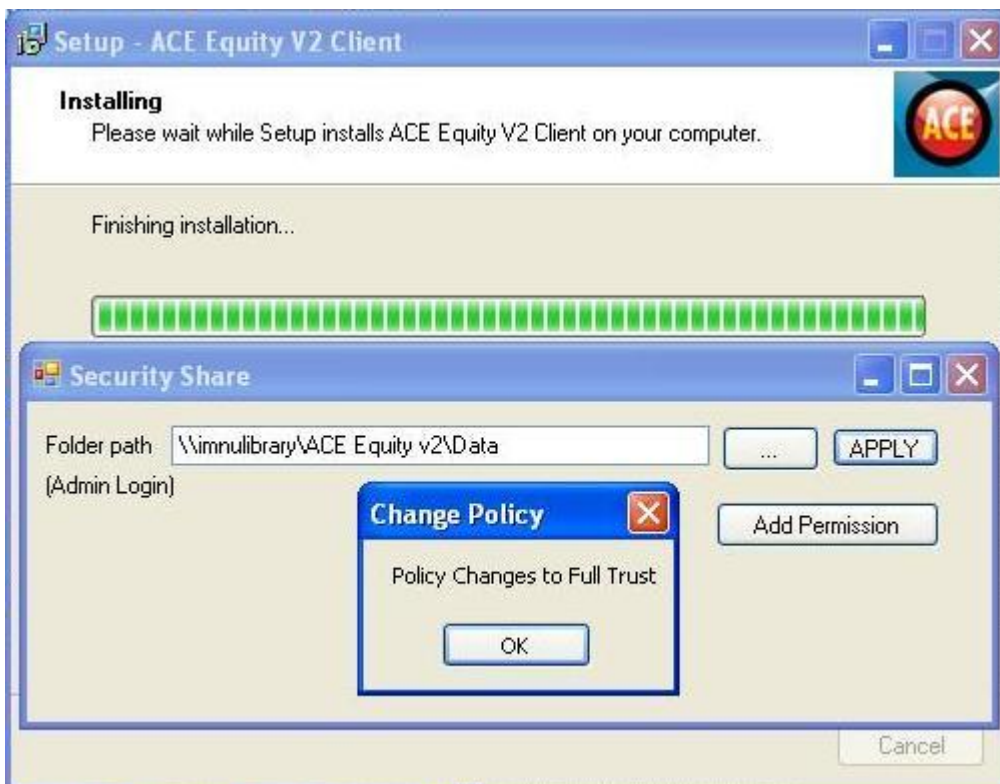 Setup - ACE Equity V2 Client
Installing
Please wait while Setup installs ACE Equity V2 Client on your computer.
ACE
Finishing installation...
Security Share
Folder path \\imnulibrary\ACE Equity v2\Data ... APPLY
(Admin Login)
Change Policy
Add Permission
Policy Changes to Full Trust
OK
Cancel